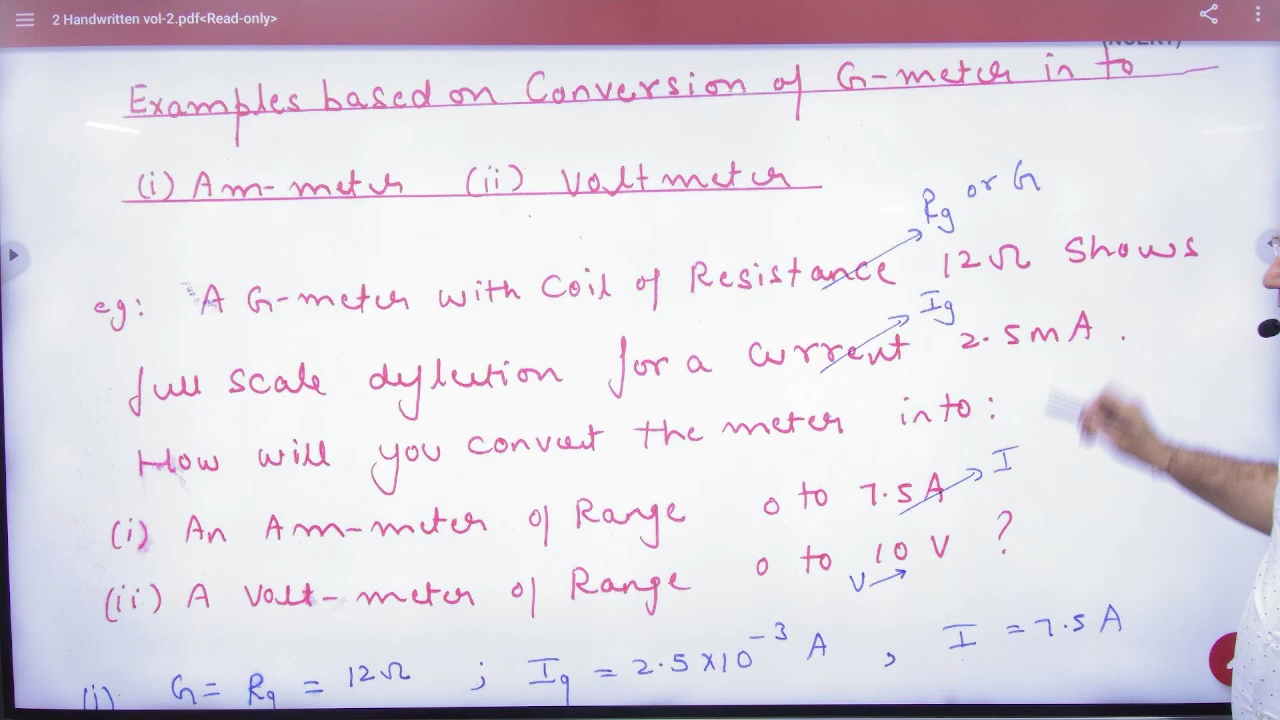 2 Handwritten vol-2.pdf<Read-only>
(NCERT)
Examples based on Conversion of G-meter in to
(i) Am-meter (ii) Voltmeter
Rg or G
eg: A G-meter with Coil of Resistance 12Ω Shows
Ig
full scale deflection for a current 2.5mA.
How will you convert the meter into:
I
(i) An Am-meter of Range 0 to 7.5A
(ii) A Volt-meter of Range 0 to 10 V ?
V
(i) G = Rg = 12Ω ; Ig = 2.5×10⁻³ A , I = 7.5 A